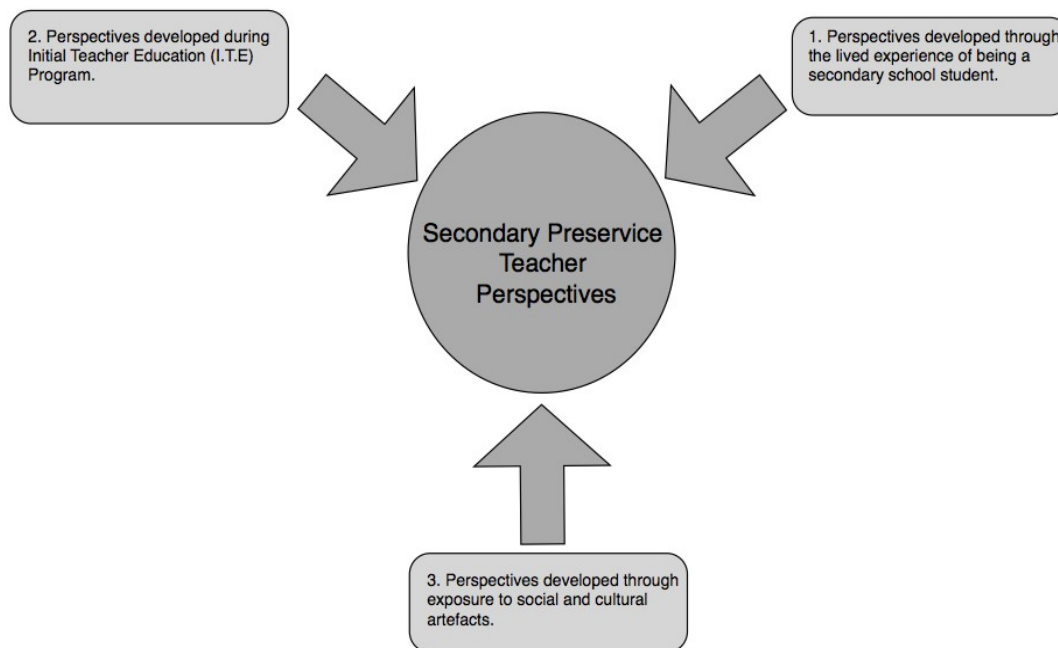 2. Perspectives developed during
Initial Teacher Education (I.T.E)
Program.
1. Perspectives developed through
the lived experience of being a
secondary school student.
Secondary Preservice
Teacher
Perspectives
3. Perspectives developed through
exposure to social and cultural
artefacts.